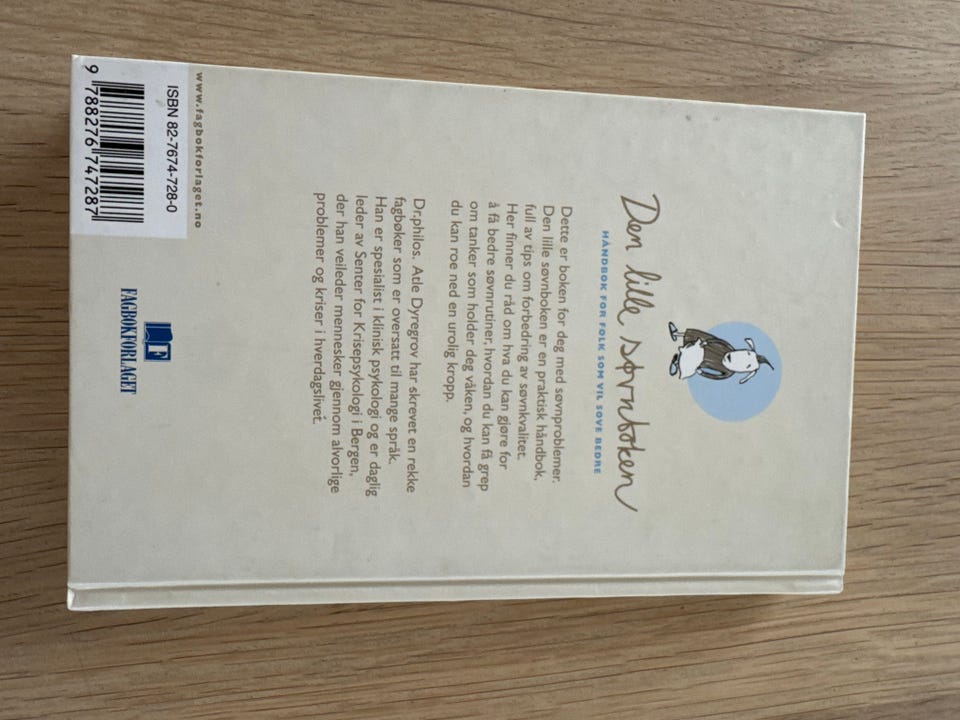 Den lille søvnboken
HÅNDBOK FOR FOLK SOM VIL SOVE BEDRE
Dette er boken for deg med søvnproblemer.
Den lille søvnboken er en praktisk håndbok,
full av tips om forbedring av søvnkvalitet.
Her finner du råd om hva du kan gjøre for
å få bedre søvnrutiner, hvordan du kan få grep
om tanker som holder deg våken, og hvordan
du kan roe ned en urolig kropp.
Dr.philos. Atle Dyregrov har skrevet en rekke
fagbøker som er oversatt til mange språk.
Han er spesialist i klinisk psykologi og er daglig
leder av Senter for Krisepsykologi i Bergen,
der han veileder mennesker gjennom alvorlige
problemer og kriser i hverdagslivet.
www.fagbokforlaget.no
ISBN 82-7674-728-0
9 788276 747287
F
FAGBOKFORLAGET